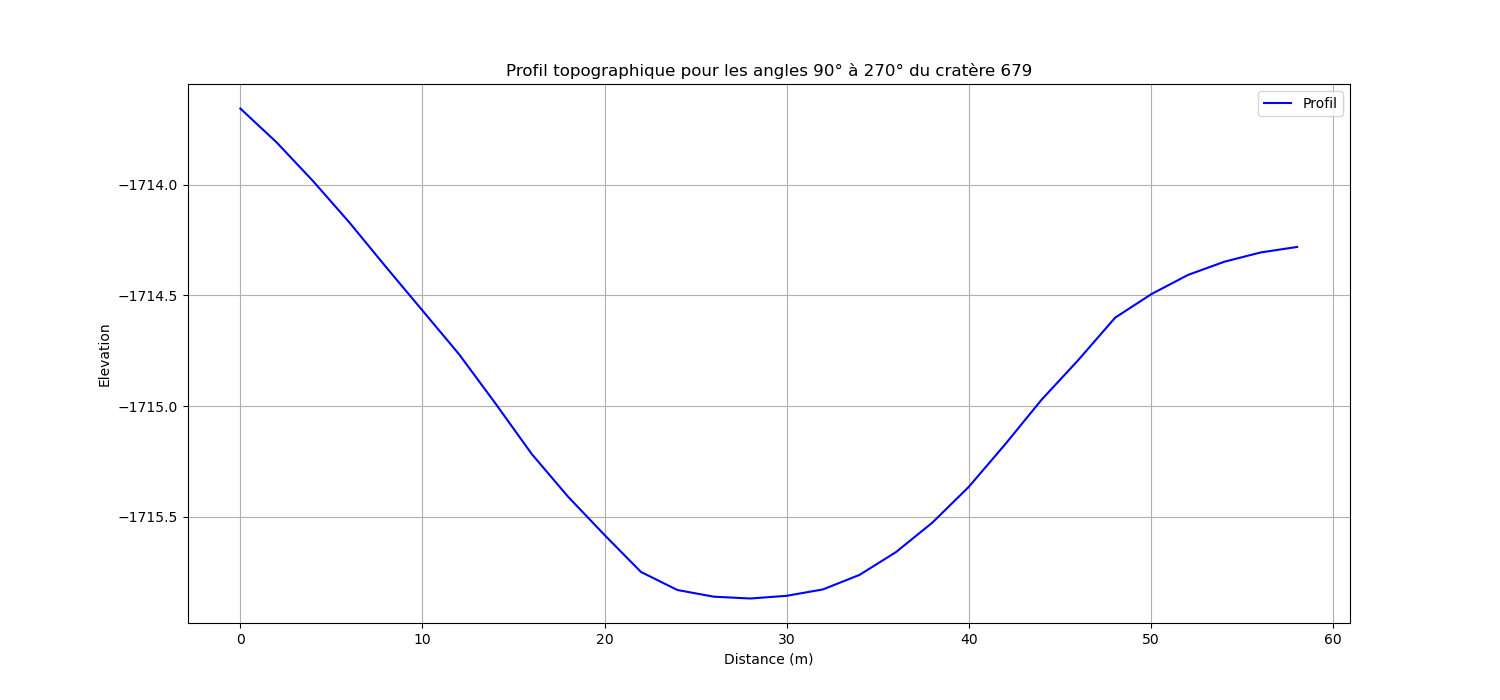 Profil topographique pour les angles 90° à 270° du cratère 679
Profil
−1714.0
−1714.5
−1715.0
−1715.5
Elevation
0 10 20 30 40 50 60
Distance (m)